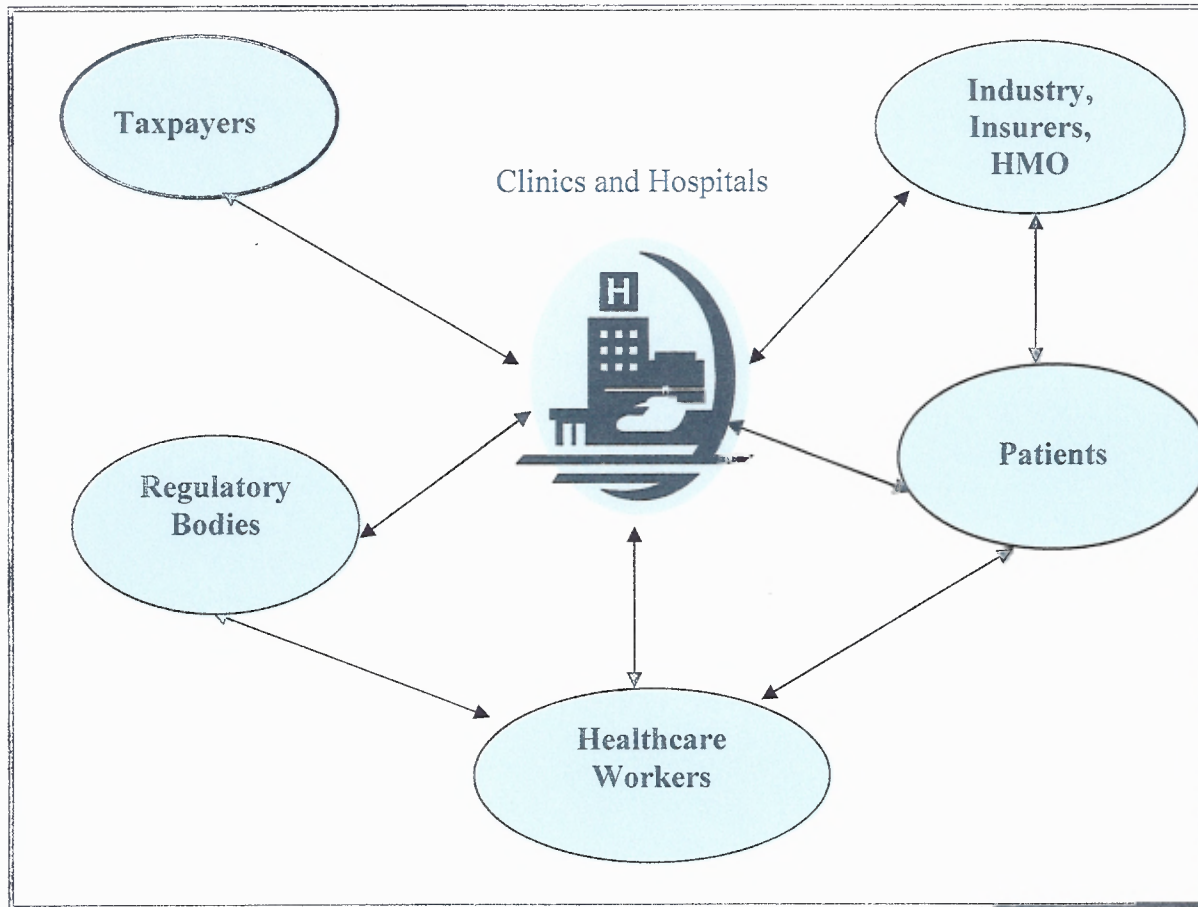 Taxpayers
Industry,
Insurers,
HMO
Clinics and Hospitals
H
Patients
Regulatory
Bodies
Healthcare
Workers